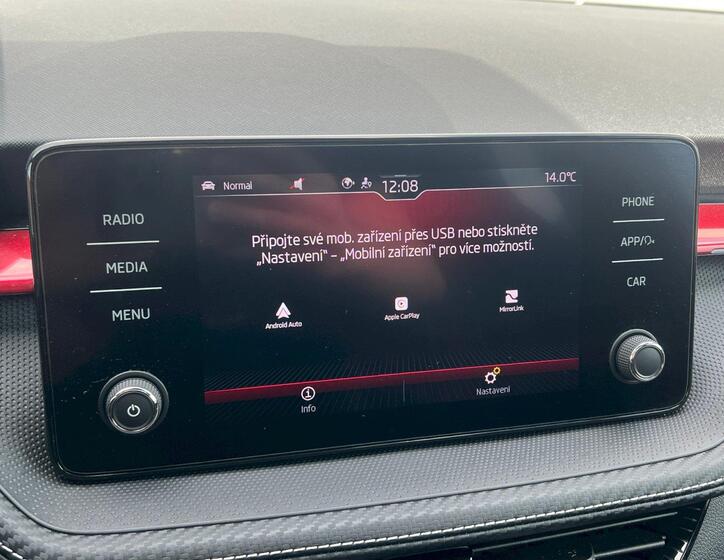 Normal
12:08
14.0°C
RADIO
MEDIA
MENU
PHONE
APP/
CAR
Připojte své mob. zařízení přes USB nebo stiskněte
„Nastavení“ – „Mobilní zařízení“ pro více možností.
Android Auto
Apple CarPlay
MirrorLink
Info
Nastavení